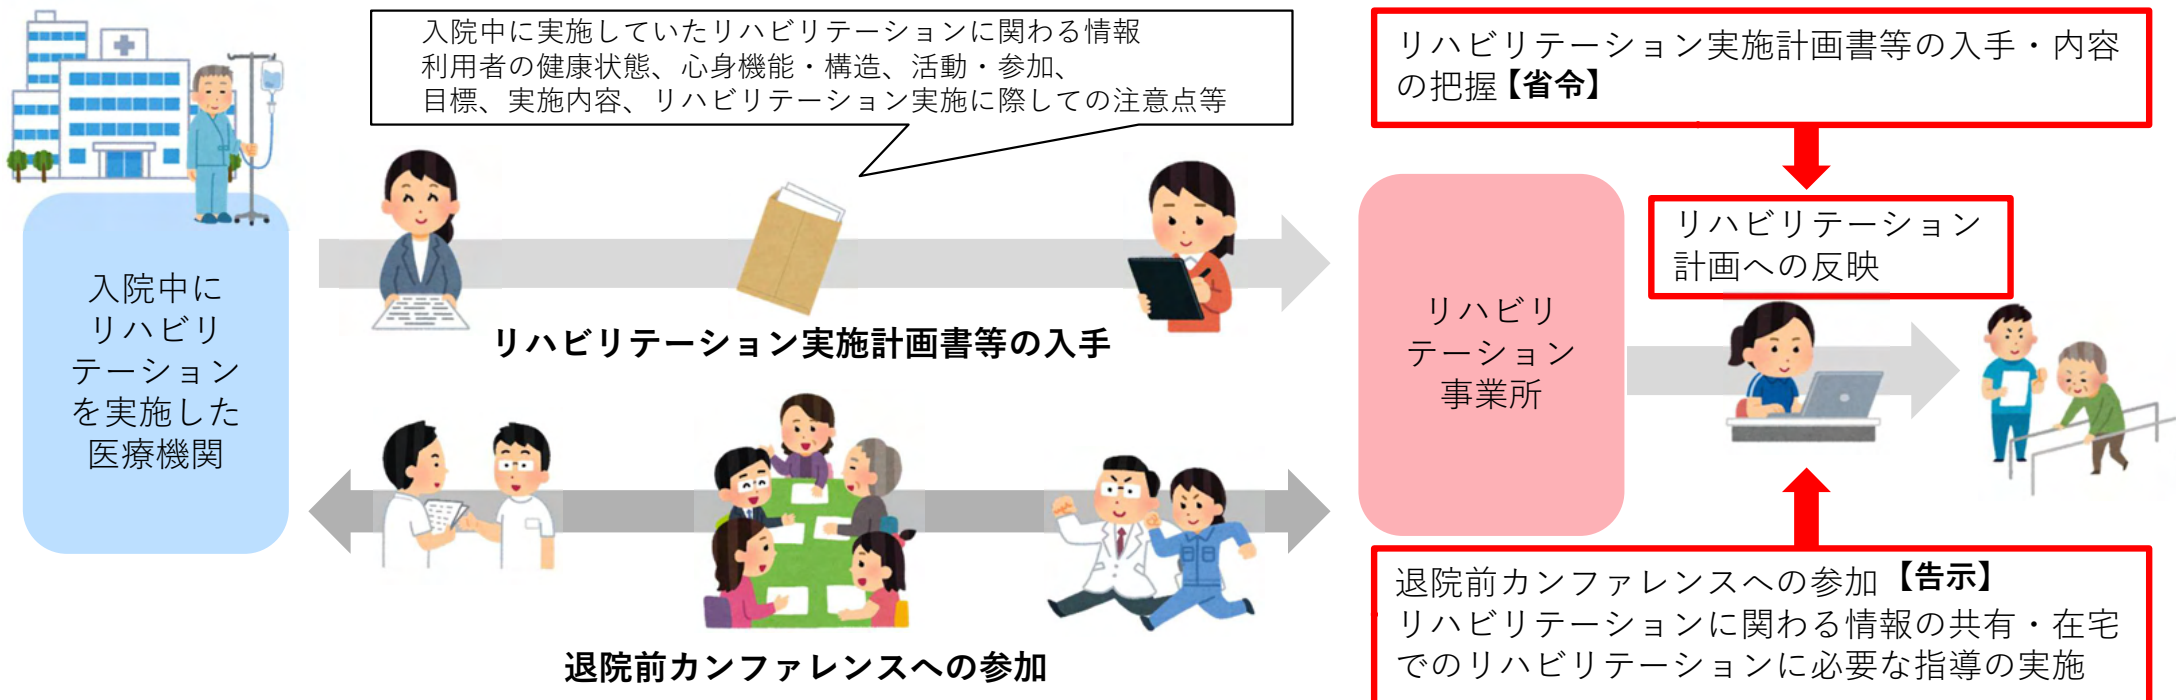 入院中に実施していたリハビリテーションに関わる情報
利用者の健康状態、心身機能・構造、活動・参加、
目標、実施内容、リハビリテーション実施に際しての注意点等
リハビリテーション実施計画書等の入手・内容
の把握【省令】
入院中に
リハビリ
テーション
を実施した
医療機関
リハビリテーション実施計画書等の入手
リハビリ
テーション
事業所
リハビリテーション
計画への反映
退院前カンファレンスへの参加
退院前カンファレンスへの参加【告示】
リハビリテーションに関わる情報の共有・在宅
でのリハビリテーションに必要な指導の実施